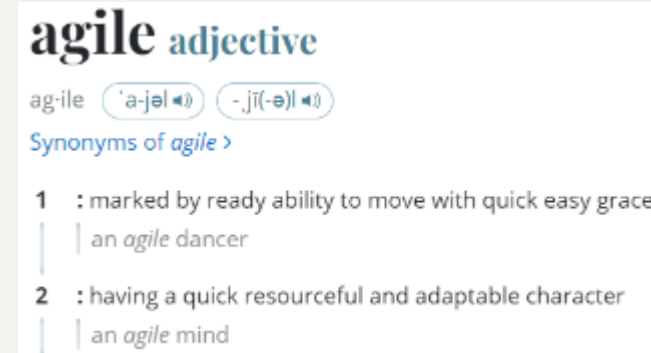 agile adjective
ag·ile ˈa-jəl -ˌjī(-ə)l
Synonyms of agile >
1 : marked by ready ability to move with quick easy grace
an agile dancer
2 : having a quick resourceful and adaptable character
an agile mind